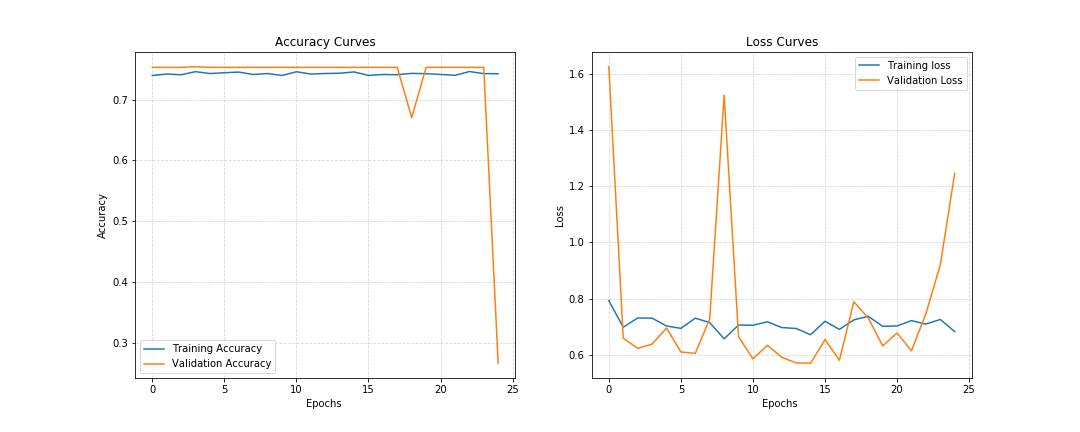 Accuracy Curves
0.7
0.6
0.5
0.4
0.3
Accuracy
Training Accuracy
Validation Accuracy
0 5 10 15 20 25
Epochs
Loss Curves
1.6
1.4
1.2
1.0
0.8
0.6
Loss
Training loss
Validation Loss
0 5 10 15 20 25
Epochs